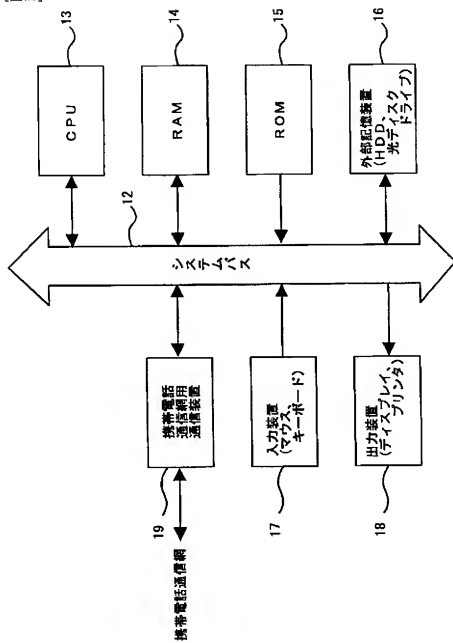 13
CPU
14
RAM
15
ROM
16
外部記憶装置
(HDD、
光ディスク
ドライブ)
12
システムバス
携帯電話
通信網用
通信装置
19
携帯電話通信網
入力装置
(マウス、
キーボード)
17
出力装置
(ディスプレイ、
プリンタ)
18